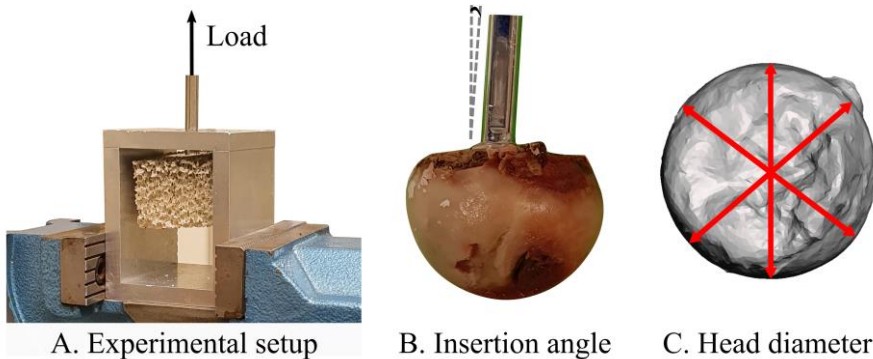 Load
A. Experimental setup
B. Insertion angle
C. Head diameter